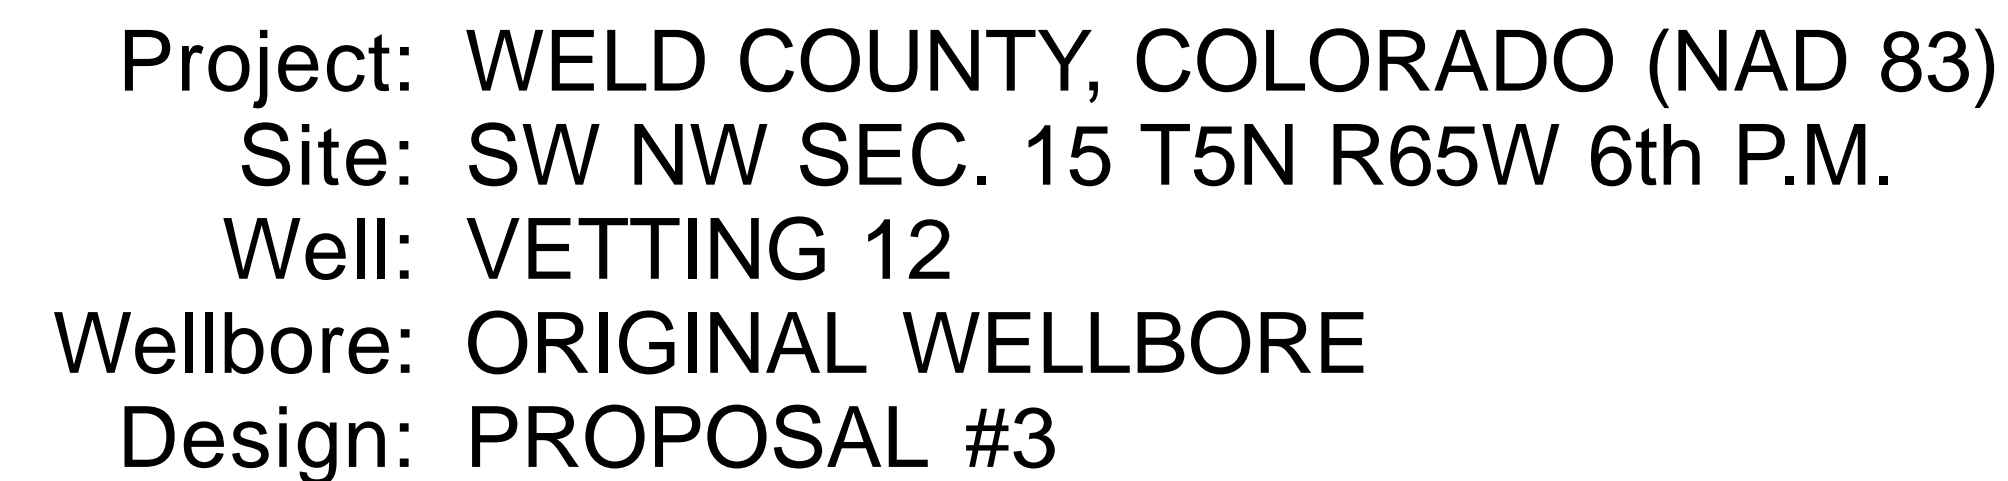 Project: WELD COUNTY, COLORADO (NAD 83)
Site: SW NW SEC. 15 T5N R65W 6th P.M.
Well: VETTING 12
Wellbore: ORIGINAL WELLBORE
Design: PROPOSAL #3